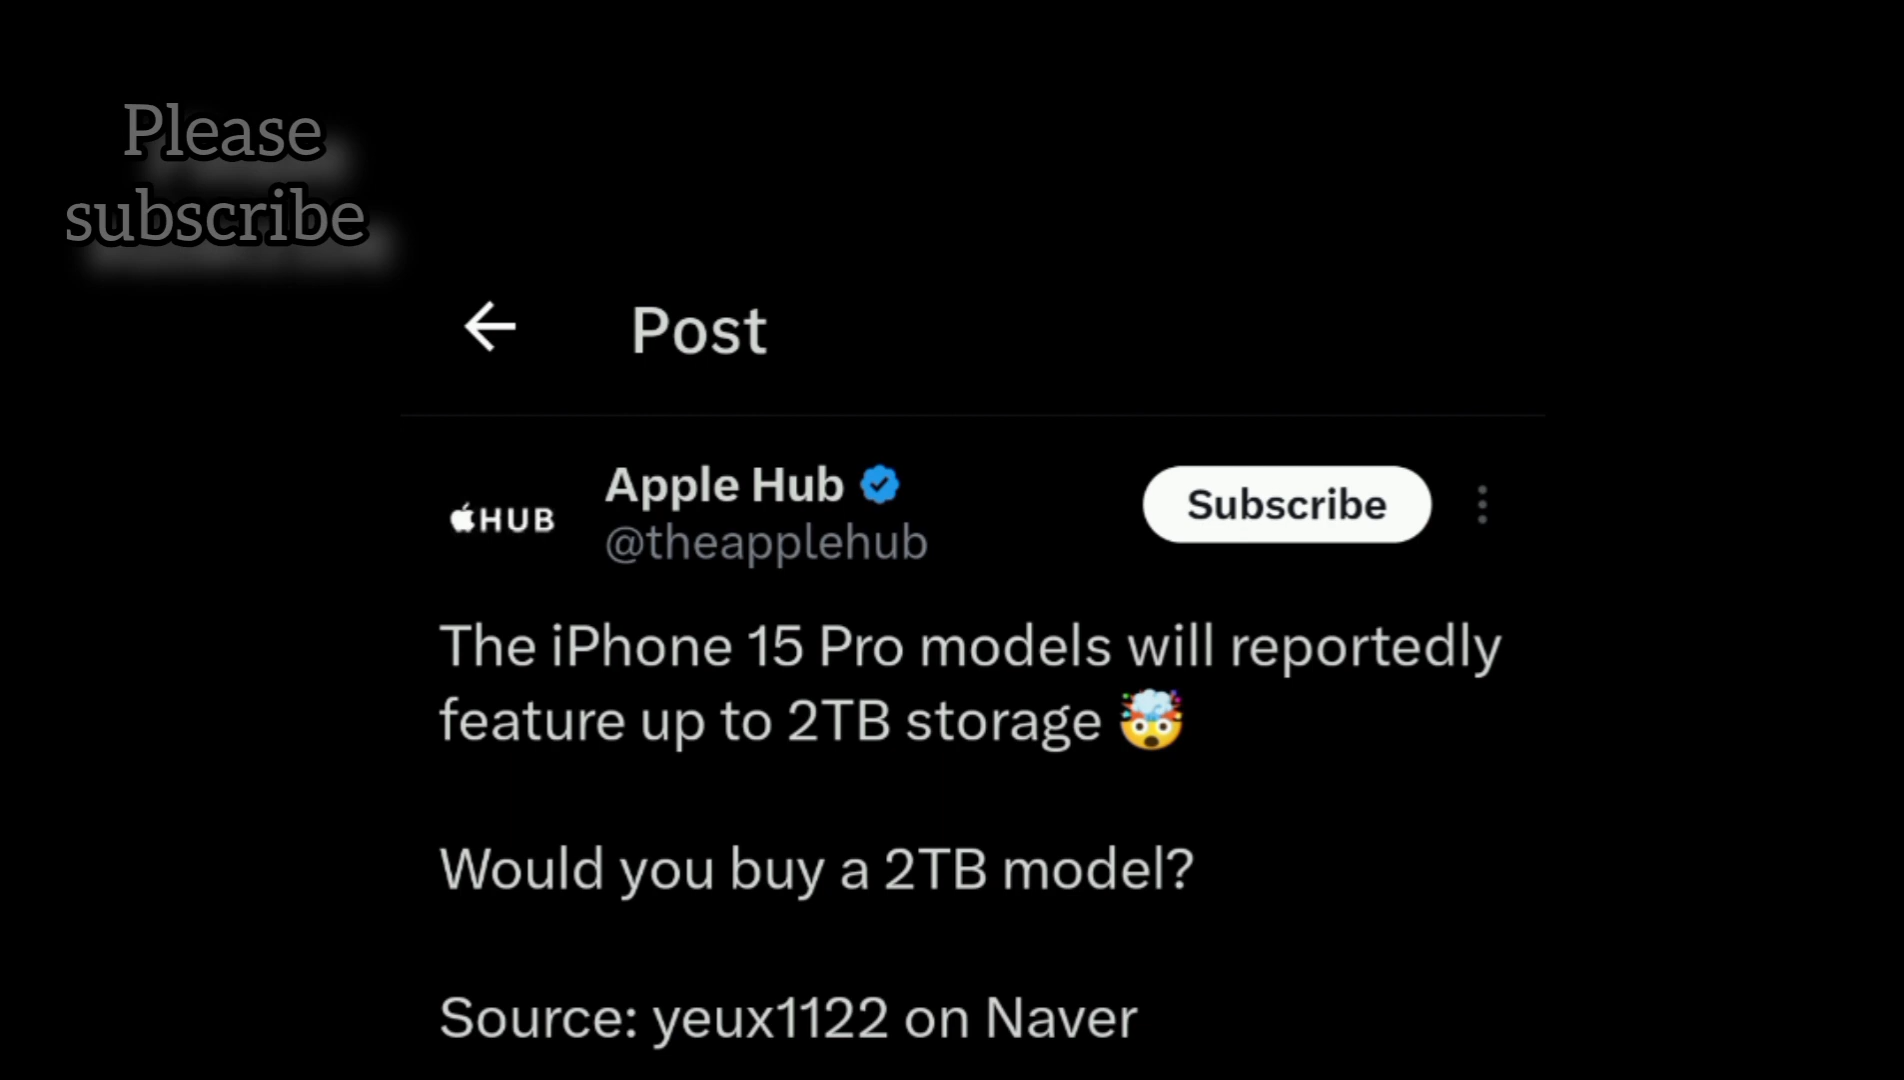 Please
subscribe
Post
HUB
Apple Hub
@theapplehub
Subscribe
The iPhone 15 Pro models will reportedly
feature up to 2TB storage 🤯
Would you buy a 2TB model?
Source: yeux1122 on Naver